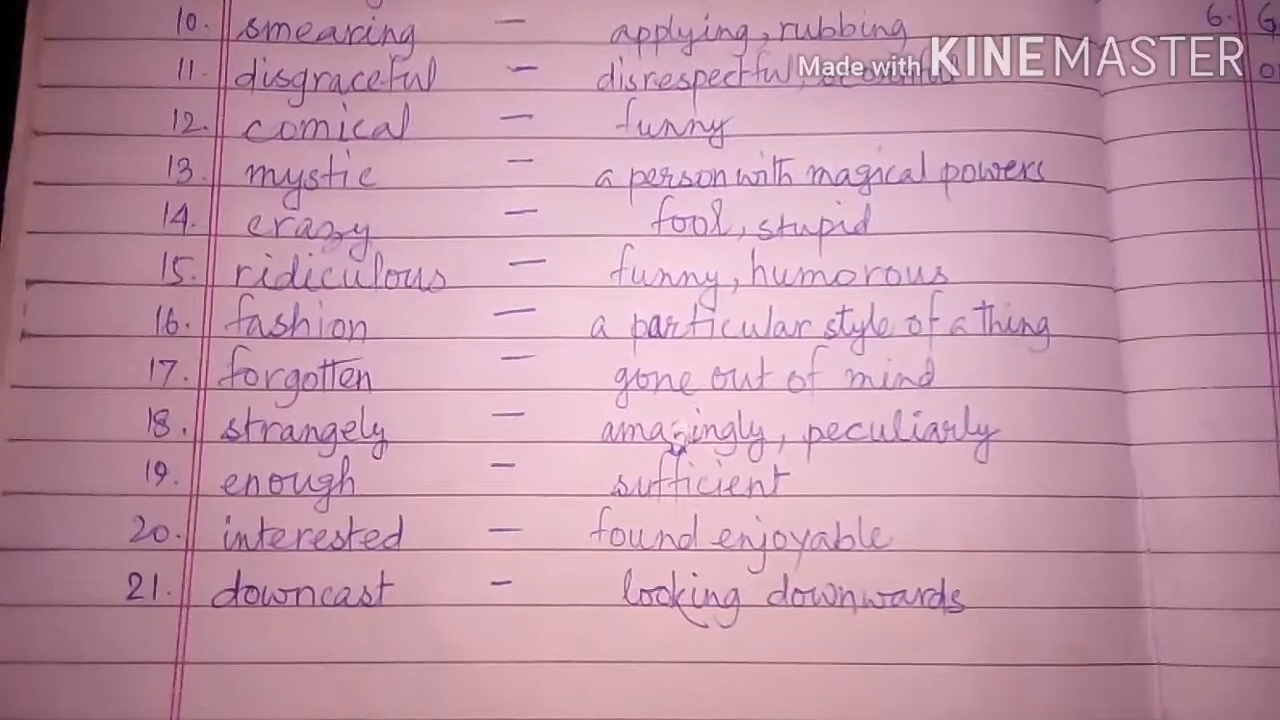 10. smearing — applying, rubbing
6. G
Made with KINEMASTER
11. disgraceful — disrespectful,
12. comical — funny
13. mystic — a person with magical powers
14. crazy — fool, stupid
15. ridiculous — funny, humorous
16. fashion — a particular style of a thing
17. forgotten — gone out of mind
18. strangely — amazingly, peculiarly
19. enough — sufficient
20. interested — found enjoyable
21. downcast — looking downwards